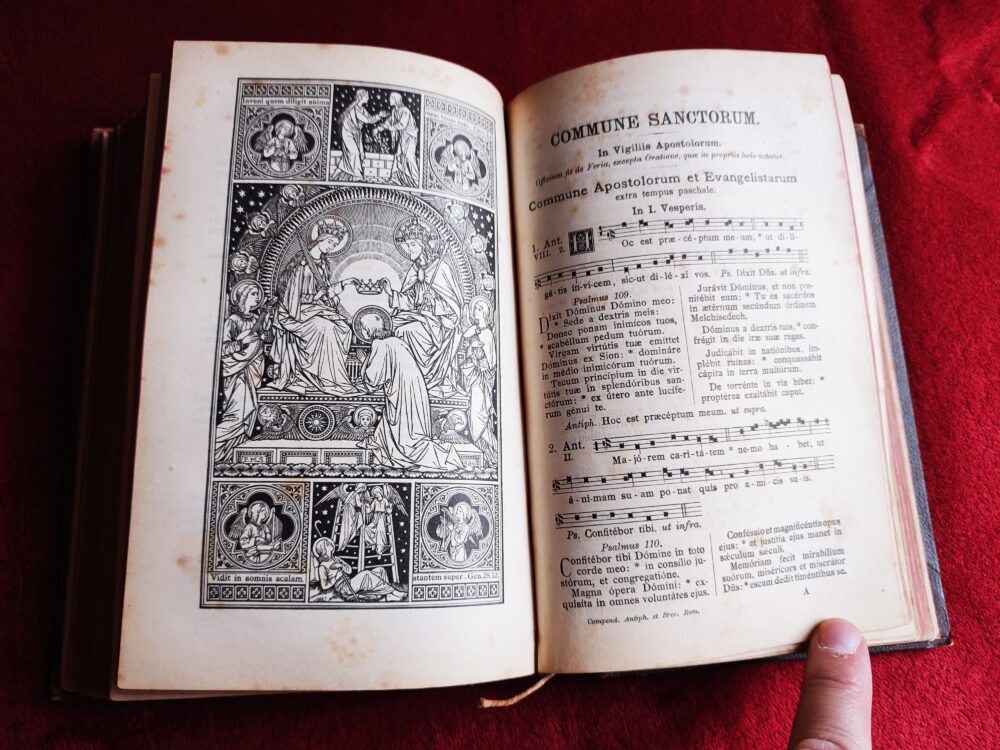 Inveni quem diligit anima
Vidit in somnis scalam
stantem super..Gen.28.12.
COMMUNE SANCTORUM.
In Vigiliis Apostolorum.
Officium fit de Feria, excepta Oratione, quæ in propriis locis notatur.
Commune Apostolorum et Evangelistarum
extra tempus paschale.
In I. Vesperis.
1. Ant.
VIII. 2.
H
Oc est præ-cé-ptum me-um, * ut di-li-
gá-tis ín-vi-cem, sic-ut di-lé-xi vos. Ps. Dixit Dñs. ut infra.
Psalmus 109.
Dixit Dóminus Dómino meo:
* Sede a dextris meis:
Donec ponam inimícos tuos,
* scabéllum pedum tuórum.
Virgam virtútis tuæ emíttet
Dóminus ex Sion: * domináre
in médio inimicórum tuórum.
Tecum princípium in die vir-
tútis tuæ in splendóribus san-
ctórum: * ex útero ante lucífe-
rum génui te.
Jurávit Dóminus, et non pœ-
nitébit eum: * Tu es sacérdos
in ætérnum secúndum órdinem
Melchísedech.
Dóminus a dextris tuis, * con-
frégit in die iræ suæ reges.
Judicábit in natiónibus, im-
plébit ruínas: * conquassábit
cápita in terra multórum.
De torrénte in via bibet: *
proptérea exaltábit caput.
Antiph. Hoc est præcéptum meum. ut supra.
2. Ant.
II.
Ma-jó-rem ca-ri-tá-tem * ne-mo ha-bet, ut
á-ni-mam su-am po-nat quis pro a-mí-cis su-is.
Ps. Confitébor tibi. ut infra.
Psalmus 110.
Confitébor tibi Dómine in toto
corde meo: * in consílio ju-
stórum, et congregatióne.
Magna ópera Dómini: * ex-
quisíta in omnes voluntátes ejus.
Conféssio et magnificéntia opus
ejus: * et justítia ejus manet in
sæculum sæculi.
Memóriam fecit mirabílium
suórum, miséricors et miserátor
Dñs: * escam dedit timéntibus se.
Compend. Antiph. et Brev. Rom.
A